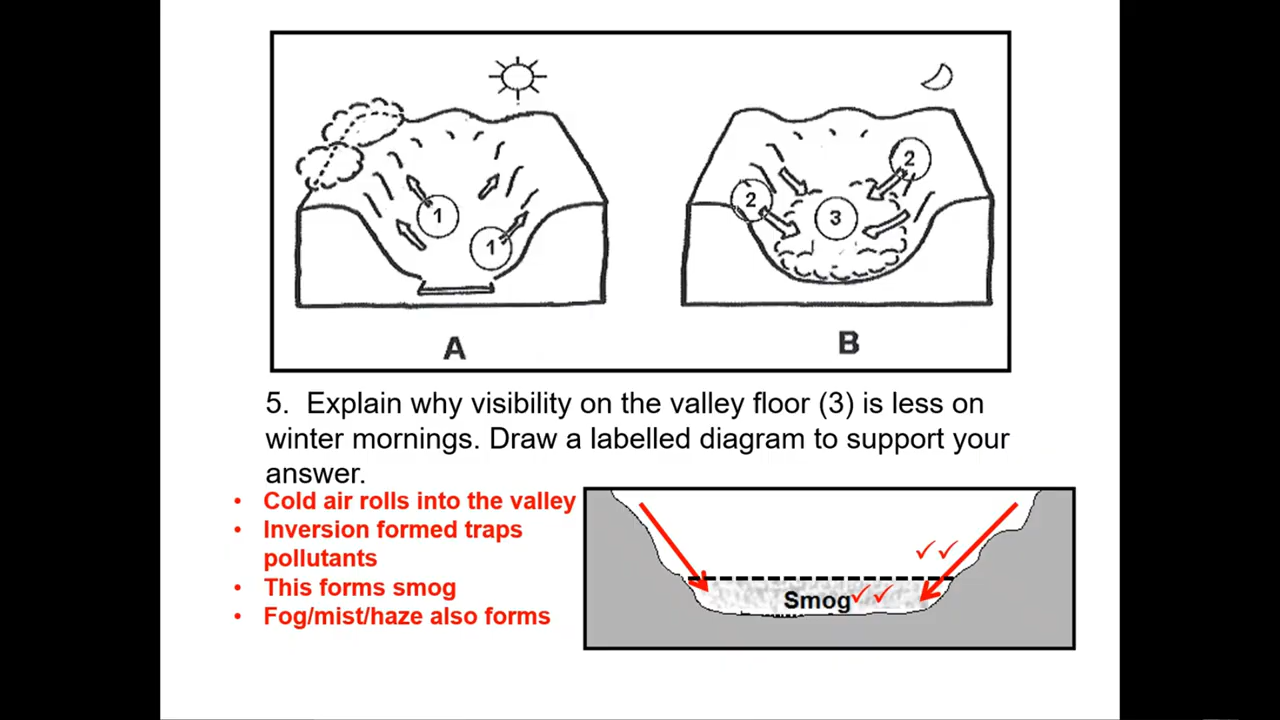 1
1
2
2
3
A
B
5. Explain why visibility on the valley floor (3) is less on
winter mornings. Draw a labelled diagram to support your
answer.
• Cold air rolls into the valley
• Inversion formed traps
pollutants
• This forms smog
• Fog/mist/haze also forms
✓✓
Smog✓✓